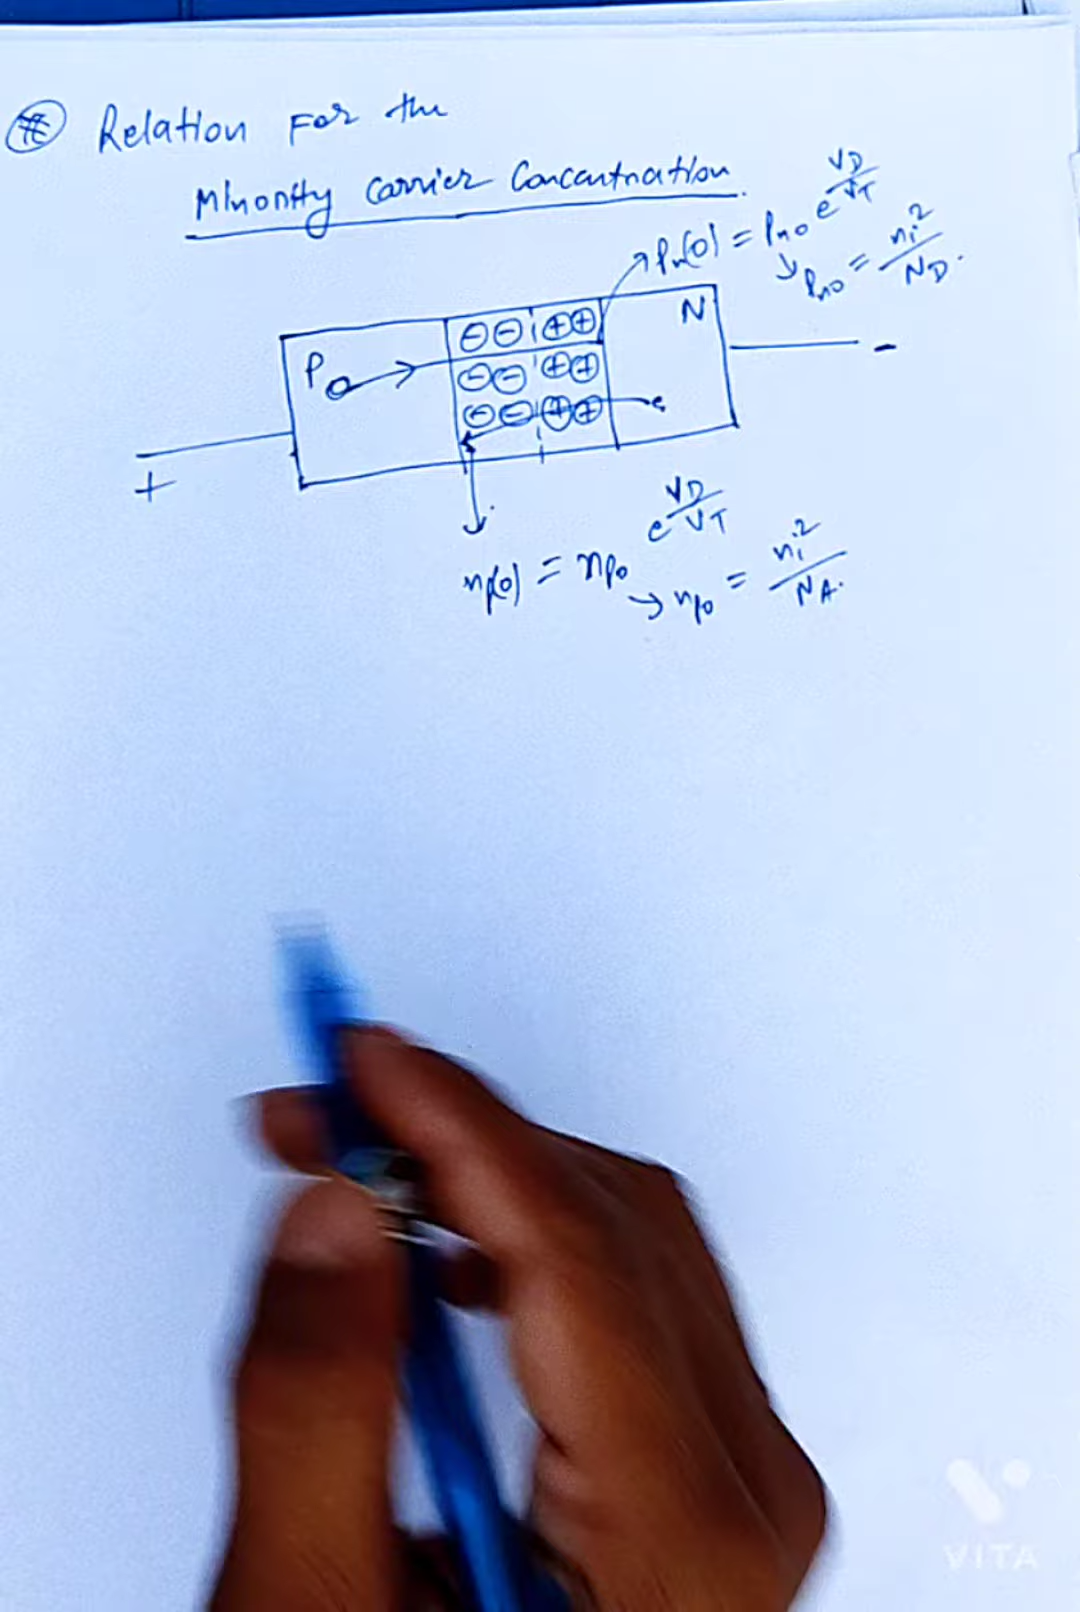 Relation For the
Minority Carrier Concentration.
Pn(0) = Pno e^VD/VT
→ Pno = ni²/ND.
P
N
⊖ ⊖ ⊕ ⊕
⊖ ⊖ ⊕ ⊕
⊖ ⊖ ⊕ ⊕
e
+
-
np(0) = npo e^VD/VT
→ npo = ni²/NA.
VITA